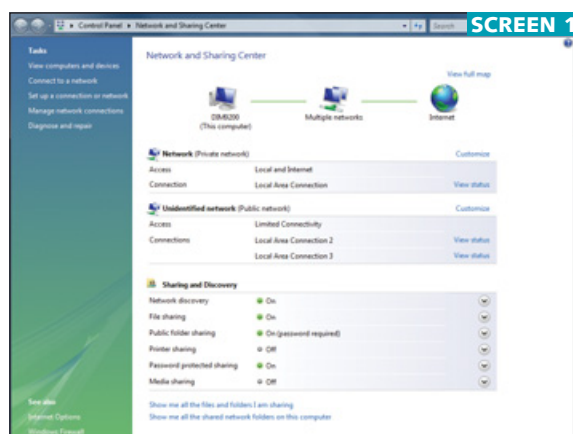 Control Panel ▸ Network and Sharing Center
Search
SCREEN 1
Tasks
View computers and devices
Connect to a network
Set up a connection or network
Manage network connections
Diagnose and repair
Network and Sharing Center
View full map
(This computer)
Multiple networks
Internet
Network (Private network)
Customize
Access Local and Internet
Connection Local Area Connection View status
Unidentified network (Public network)
Customize
Access Limited Connectivity
Connections Local Area Connection 2 View status
Local Area Connection 3 View status
Sharing and Discovery
Network discovery On
File sharing On
Public folder sharing On (password required)
Printer sharing Off
Password protected sharing On
Media sharing Off
Show me all the files and folders I am sharing
Show me all the shared network folders on this computer
See also
Internet Options
Windows Firewall